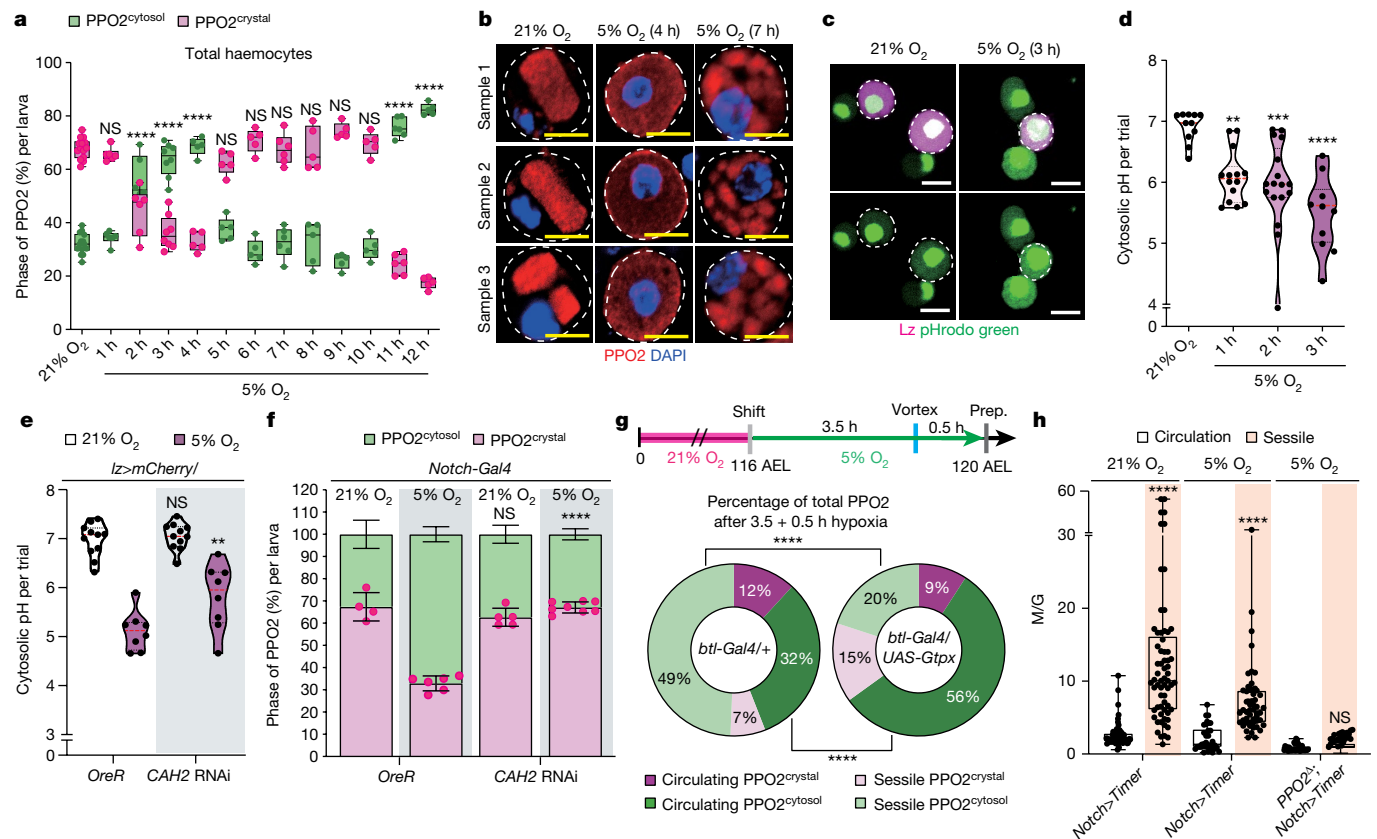 a
PPO2cytosol PPO2crystal
Total haemocytes
Phase of PPO2 (%) per larva
100
80
60
40
20
0
NS **** **** **** NS NS NS NS NS NS **** ****
21% O2 1 h 2 h 3 h 4 h 5 h 6 h 7 h 8 h 9 h 10 h 11 h 12 h
5% O2
b
21% O2 5% O2 (4 h) 5% O2 (7 h)
Sample 1
Sample 2
Sample 3
PPO2 DAPI
c
21% O2 5% O2 (3 h)
Lz pHrodo green
d
Cytosolic pH per trial
8
7
6
5
4
0
** *** ****
21% O2 1 h 2 h 3 h
5% O2
e
21% O2 5% O2
lz>mCherry/
Cytosolic pH per trial
8
7
6
5
4
3
0
NS **
OreR CAH2 RNAi
f
PPO2cytosol PPO2crystal
Notch-Gal4
Phase of PPO2 (%) per larva
120
110
100
90
80
70
60
50
40
30
20
10
0
21% O2 5% O2 21% O2 5% O2
NS ****
OreR CAH2 RNAi
g
Shift Vortex Prep.
3.5 h 0.5 h
0 21% O2 116 AEL 5% O2 120 AEL
Percentage of total PPO2
after 3.5 + 0.5 h hypoxia
****
12% 32% 7% 49%
btl-Gal4/+
9% 56% 15% 20%
btl-Gal4/
UAS-Gtpx
****
Circulating PPO2crystal Sessile PPO2crystal
Circulating PPO2cytosol Sessile PPO2cytosol
h
Circulation Sessile
21% O2 5% O2 5% O2
M/G
60
30
20
10
0
**** **** NS
Notch>Timer
Notch>Timer
PPO2Δ;
Notch>Timer